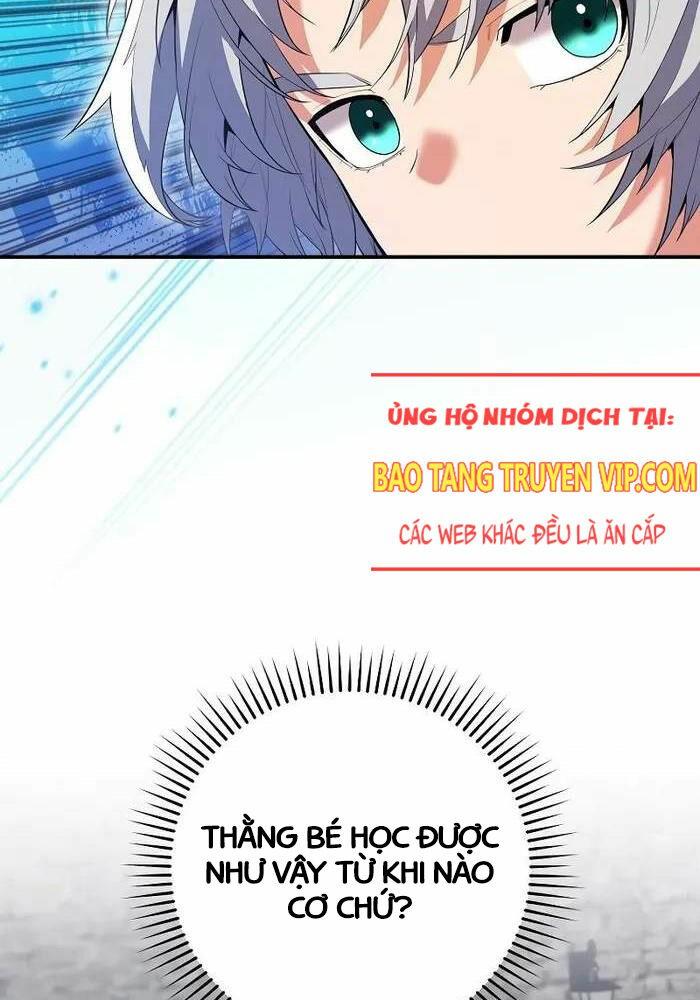 ỦNG HỘ NHÓM DỊCH TẠI:
BAO TANG TRUYEN VIP.COM
CÁC WEB KHÁC ĐỀU LÀ ĂN CẮP
THẰNG BÉ HỌC ĐƯỢC
NHƯ VẬY TỪ KHI NÀO
CƠ CHỨ?